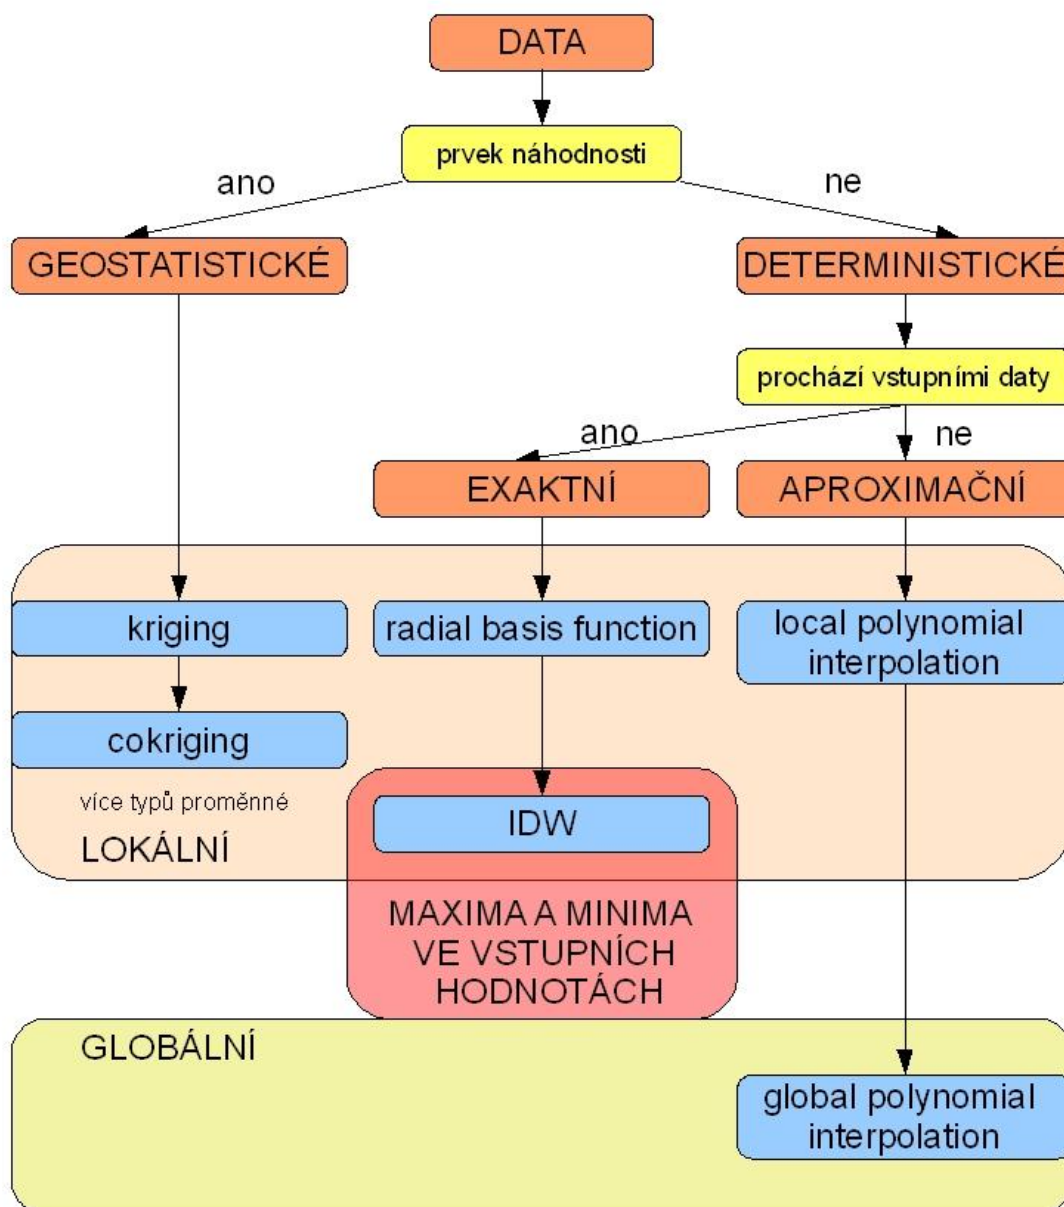 DATA
prvek náhodnosti
ano
ne
GEOSTATISTICKÉ
DETERMINISTICKÉ
prochází vstupními daty
ano
ne
EXAKTNÍ
APROXIMAČNÍ
kriging
radial basis function
local polynomial
interpolation
cokriging
více typů proměnné
LOKÁLNÍ
IDW
MAXIMA A MINIMA
VE VSTUPNÍCH
HODNOTÁCH
GLOBÁLNÍ
global polynomial
interpolation